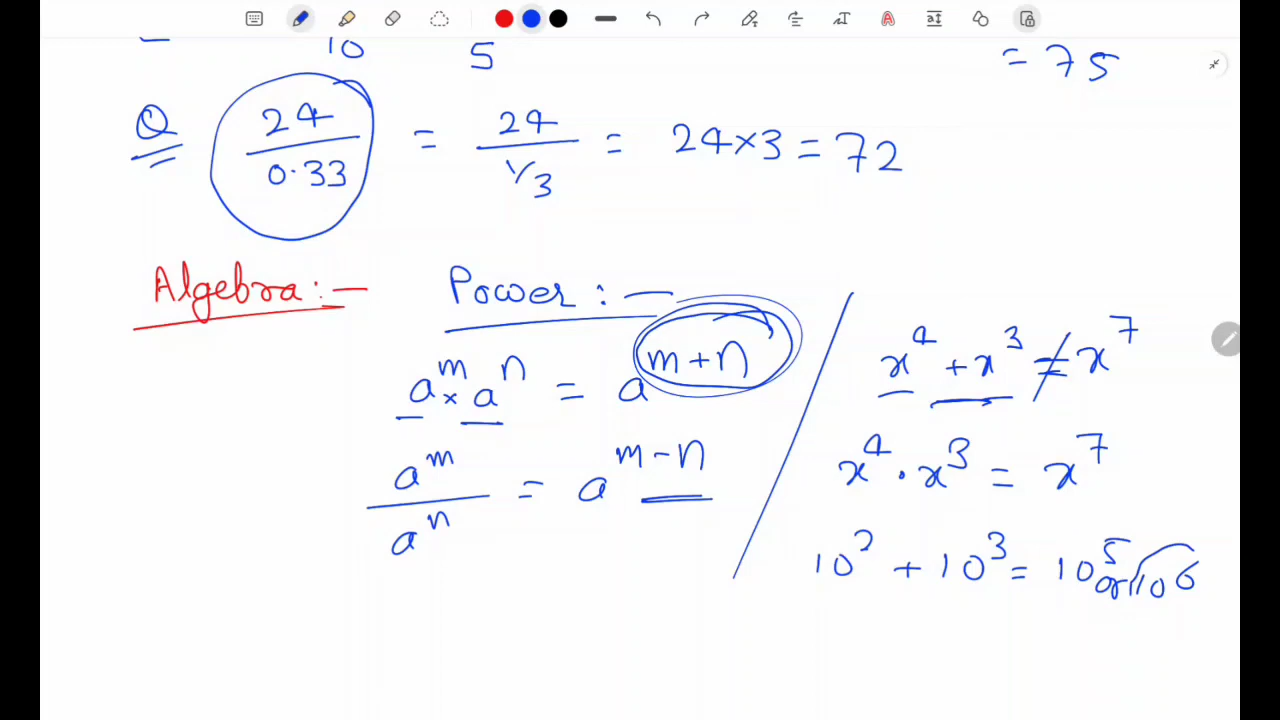 10 5 = 75
Q 24/0.33 = 24/(1/3) = 24×3 = 72
Algebra :— Power : —
a^m × a^n = a^(m+n)
a^m/a^n = a^(m-n)
x^4 + x^3 ≠ x^7
x^4 · x^3 = x^7
10^2 + 10^3 = 10^5 or